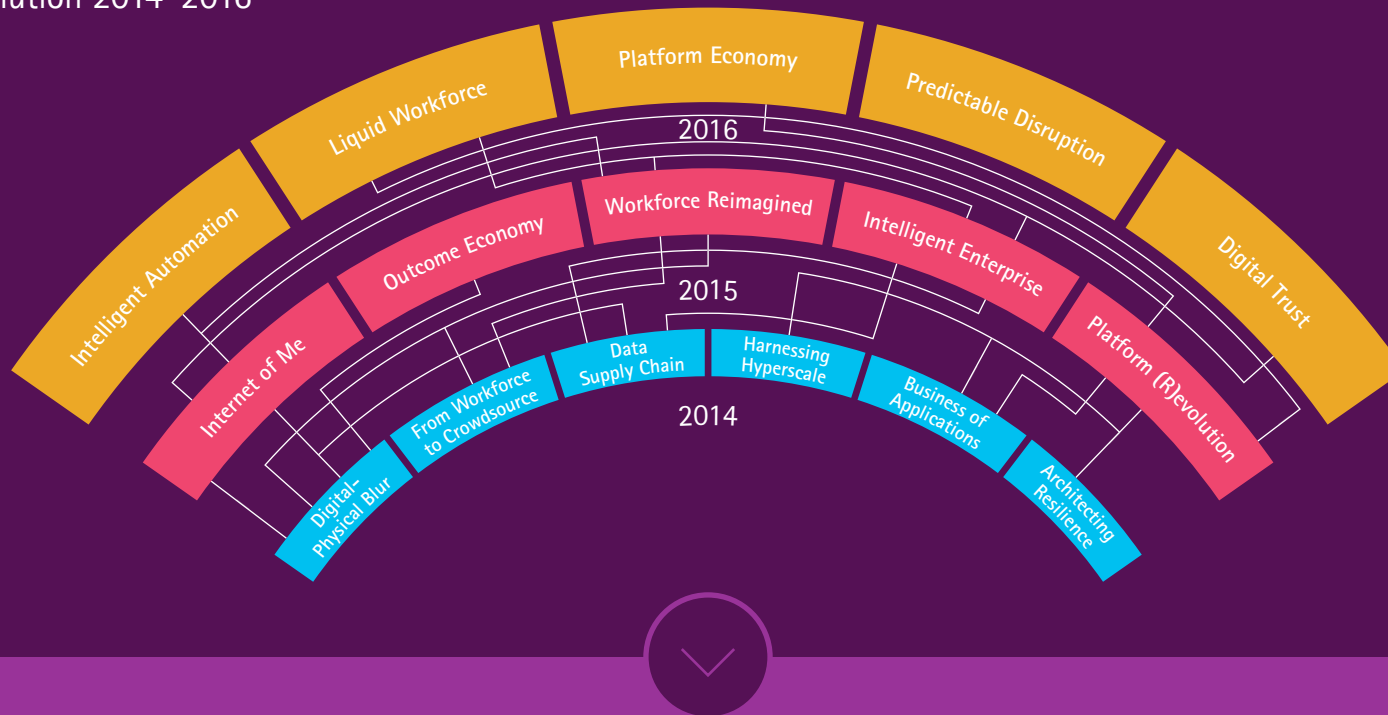 2014–2016
Intelligent Automation
Liquid Workforce
Platform Economy
Predictable Disruption
Digital Trust
2016
Internet of Me
Outcome Economy
Workforce Reimagined
Intelligent Enterprise
Platform (R)evolution
2015
Digital-
Physical Blur
From Workforce
to Crowdsource
Data
Supply Chain
Harnessing
Hyperscale
Business of
Applications
Architecting
Resilience
2014